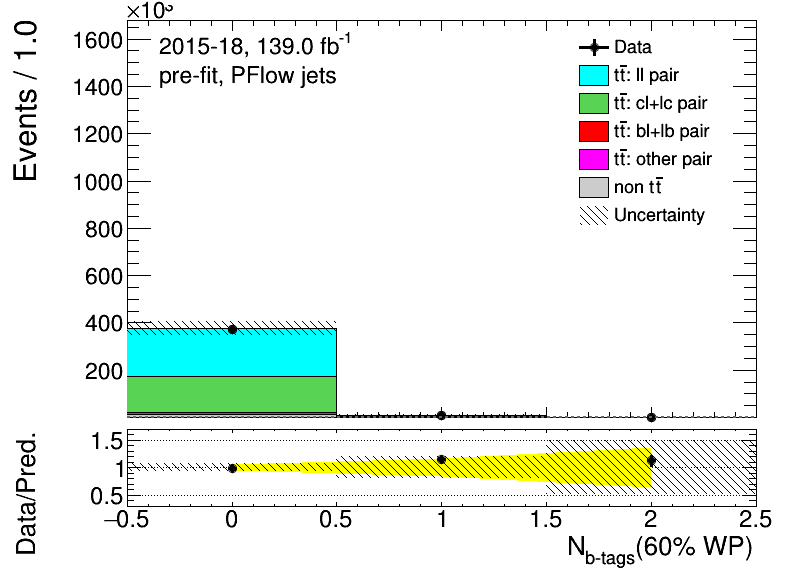 ×10³
Events / 1.0
1600
1400
1200
1000
800
600
400
200
2015-18, 139.0 fb⁻¹
pre-fit, PFlow jets
Data
tt̄: ll pair
tt̄: cl+lc pair
tt̄: bl+lb pair
tt̄: other pair
non tt̄
Uncertainty
Data/Pred.
1.5
1
0.5
−0.5 0 0.5 1 1.5 2 2.5
N_b-tags(60% WP)